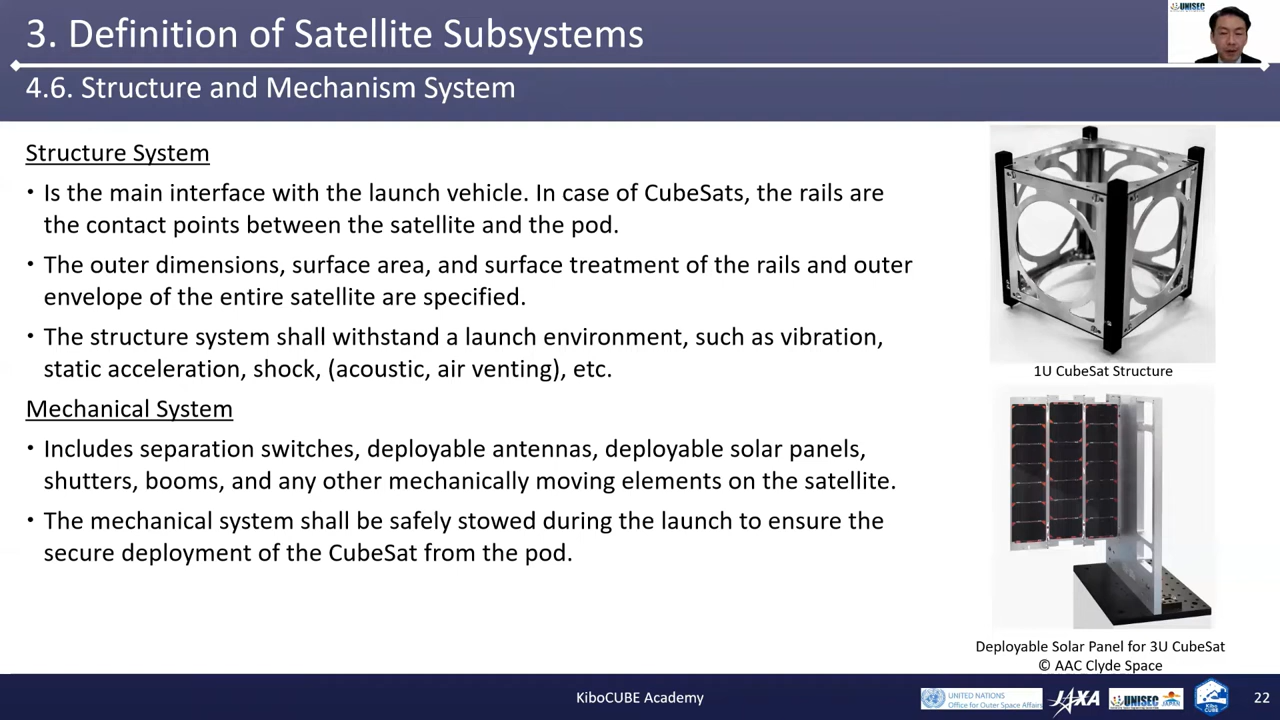 3. Definition of Satellite Subsystems
UNISEC
4.6. Structure and Mechanism System
Structure System
• Is the main interface with the launch vehicle. In case of CubeSats, the rails are
the contact points between the satellite and the pod.
• The outer dimensions, surface area, and surface treatment of the rails and outer
envelope of the entire satellite are specified.
• The structure system shall withstand a launch environment, such as vibration,
static acceleration, shock, (acoustic, air venting), etc.
Mechanical System
• Includes separation switches, deployable antennas, deployable solar panels,
shutters, booms, and any other mechanically moving elements on the satellite.
• The mechanical system shall be safely stowed during the launch to ensure the
secure deployment of the CubeSat from the pod.
1U CubeSat Structure
Deployable Solar Panel for 3U CubeSat
© AAC Clyde Space
KiboCUBE Academy
UNITED NATIONS
Office for Outer Space Affairs
JAXA
UNISEC
Kibo
CUBE
22